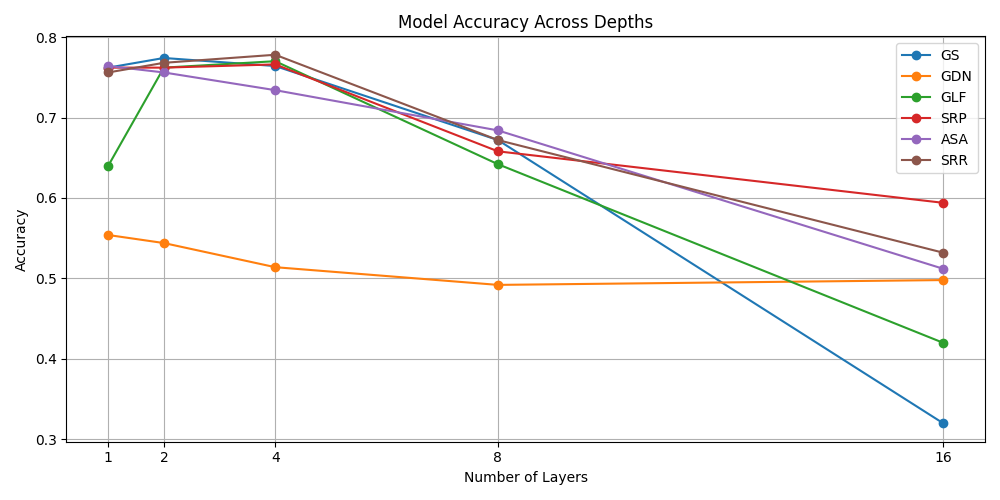 Model Accuracy Across Depths
0.8
0.7
0.6
0.5
0.4
0.3
Accuracy
GS
GDN
GLF
SRP
ASA
SRR
1 2 4 8 16
Number of Layers